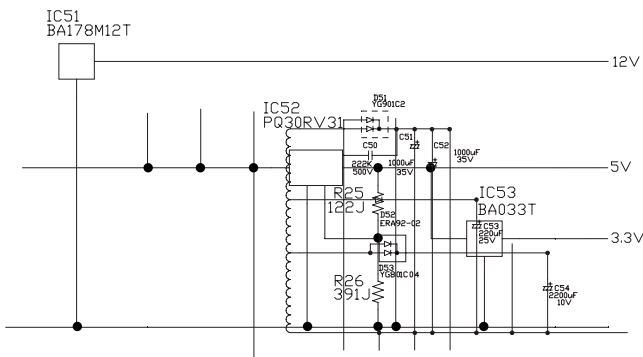 IC51
BA178M12T
12V
D51
YG901C2
IC52
PQ30RV31
C50
222K
500V
C51
1000uF
35V
C52
1000uF
35V
5V
R25
122J
D52
ERA92-02
IC53
BA033T
C53
220uF
25V
3.3V
D53
YG801C04
R26
391J
C54
2200uF
10V